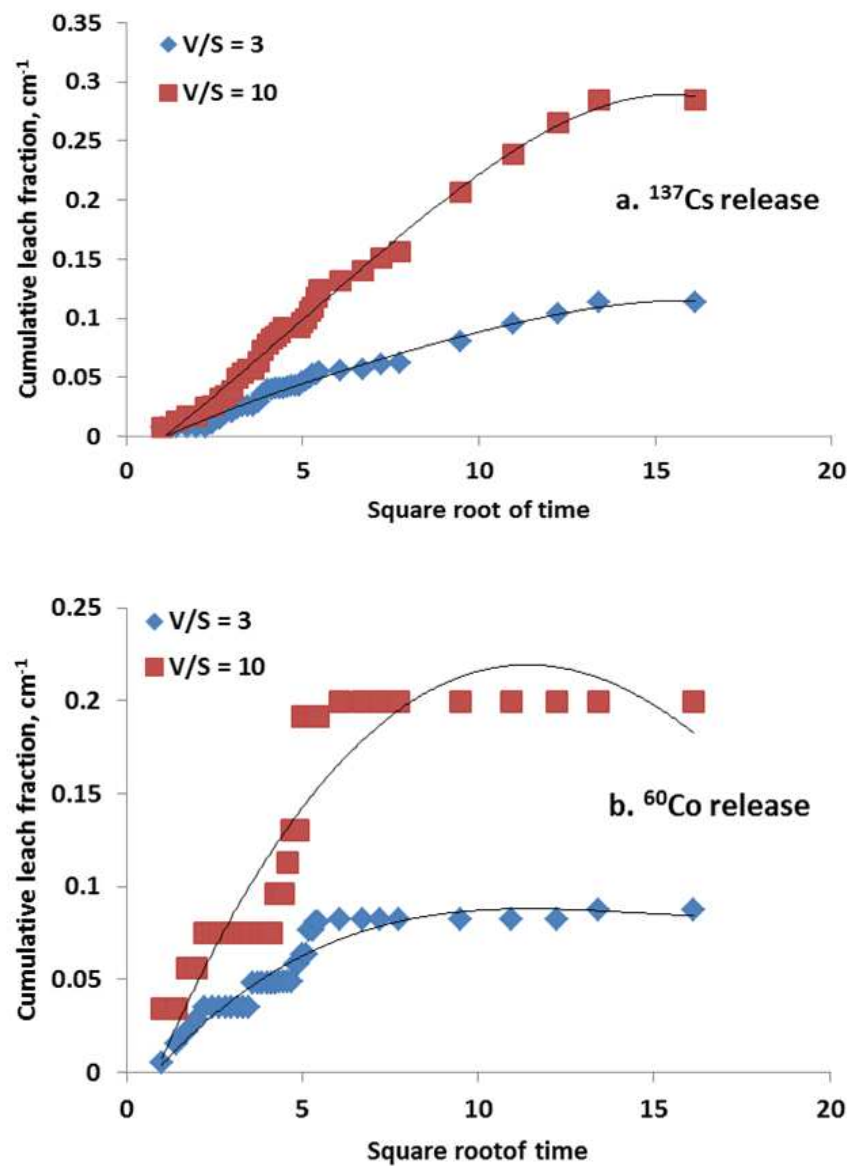 0.35
V/S = 3
0.3
V/S = 10
0.25
0.2
a. ¹³⁷Cs release
0.15
0.1
0.05
0
Cumulative leach fraction, cm⁻¹
0 5 10 15 20
Square root of time
0.25
V/S = 3
V/S = 10
0.2
0.15
b. ⁶⁰Co release
0.1
0.05
0
Cumulative leach fraction, cm⁻¹
0 5 10 15 20
Square rootof time